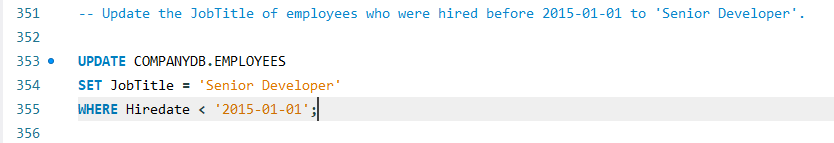 351 -- Update the JobTitle of employees who were hired before 2015-01-01 to 'Senior Developer'.
352
353 UPDATE COMPANYDB.EMPLOYEES
354 SET JobTitle = 'Senior Developer'
355 WHERE Hiredate < '2015-01-01';
356